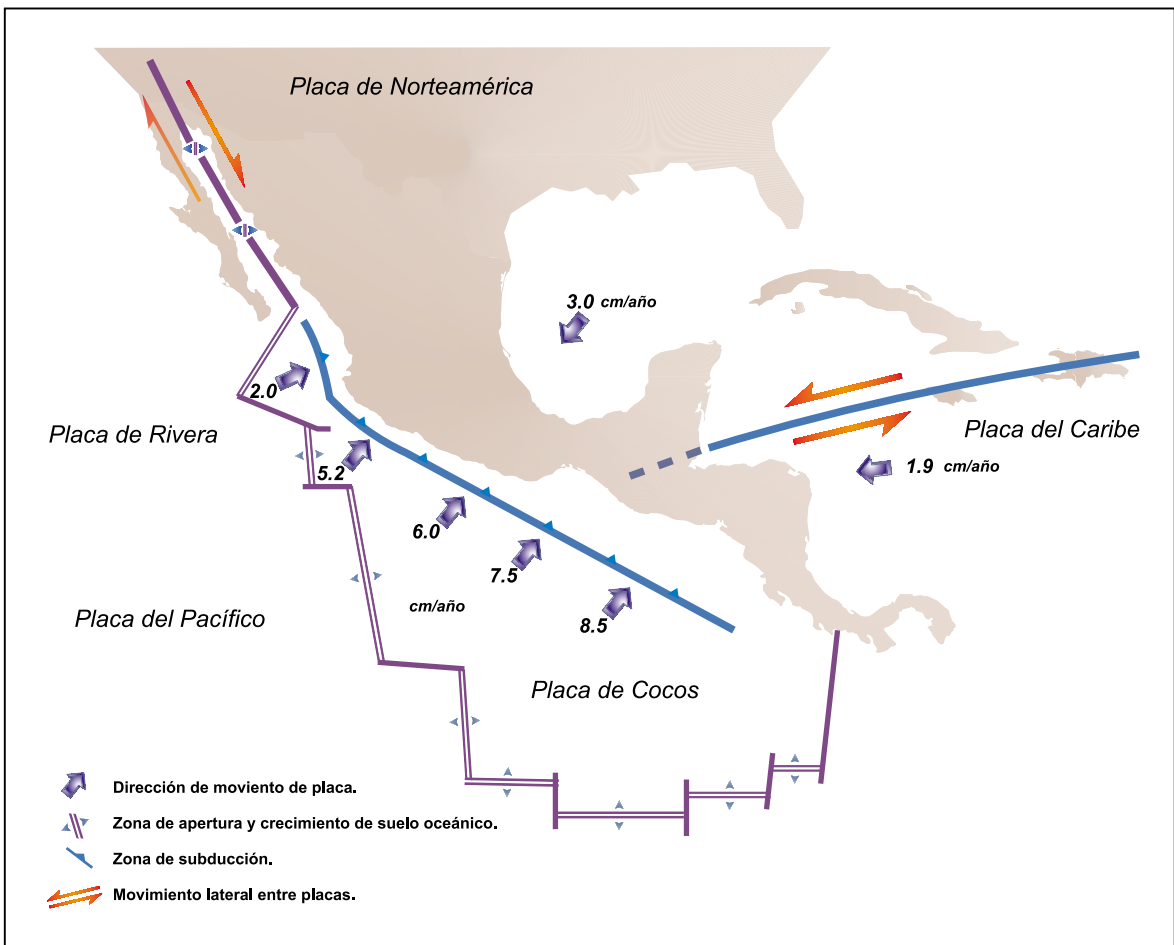 Placa de Norteamérica
3.0 cm/año
2.0
Placa de Rivera
Placa del Caribe
1.9 cm/año
5.2
6.0
7.5
cm/año
8.5
Placa del Pacífico
Placa de Cocos
Dirección de moviento de placa.
Zona de apertura y crecimiento de suelo oceánico.
Zona de subducción.
Movimiento lateral entre placas.